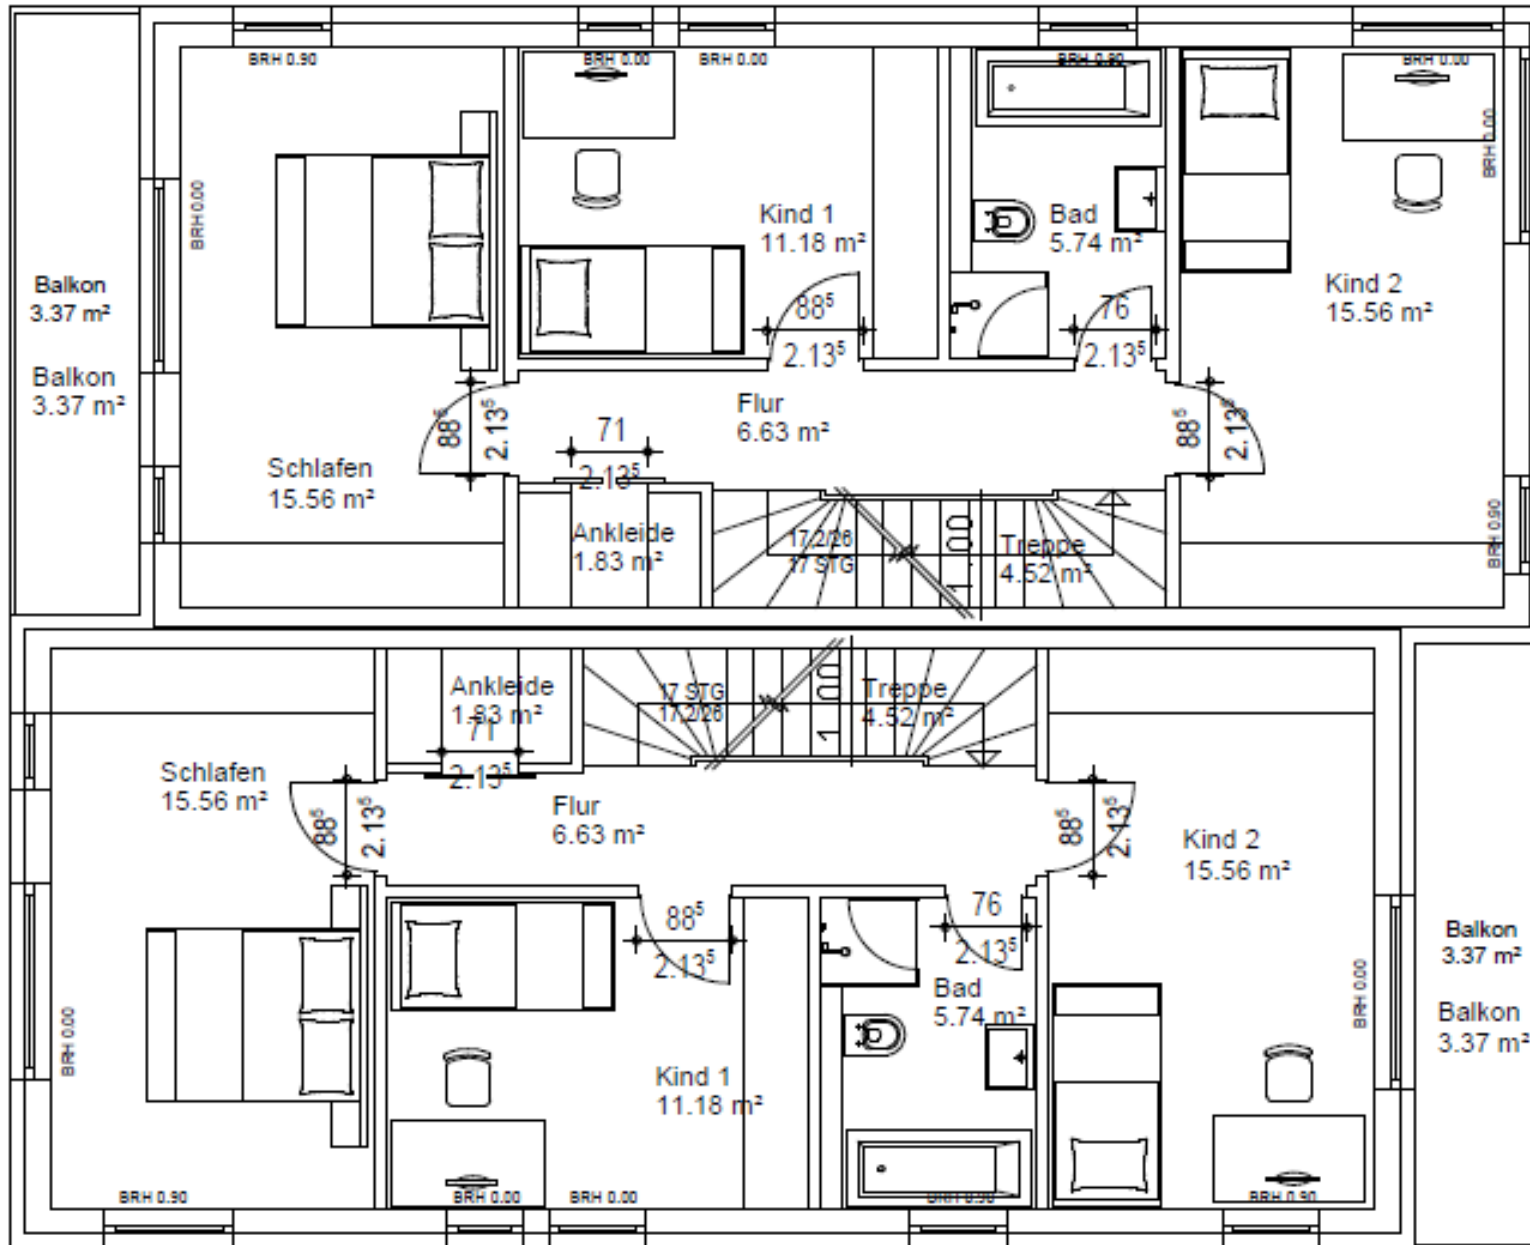 BRH 0.90
BRH 0.00
BRH 0.00
BRH 0.90
BRH 0.00
BRH 0.00
BRH 0.00
Kind 1
11.18 m²
Bad
5.74 m²
Balkon
3.37 m²
Kind 2
15.56 m²
88⁵
2.13⁵
76
2.13⁵
Balkon
3.37 m²
88⁵
2.13⁵
Flur
6.63 m²
88⁵
2.13⁵
71
2.13⁵
Schlafen
15.56 m²
Ankleide
1.83 m²
17.2/26
17 STG
1.00
Treppe
4.52 m²
BRH 0.90
Ankleide
1.83 m²
71
2.13⁵
17 STG
17.2/26
1.00
Treppe
4.52 m²
Schlafen
15.56 m²
88⁵
2.13⁵
Flur
6.63 m²
88⁵
2.13⁵
Kind 2
15.56 m²
88⁵
2.13⁵
76
2.13⁵
Balkon
3.37 m²
Bad
5.74 m²
BRH 0.00
Balkon
3.37 m²
BRH 0.00
Kind 1
11.18 m²
BRH 0.90
BRH 0.00
BRH 0.00
BRH 0.90
BRH 0.90